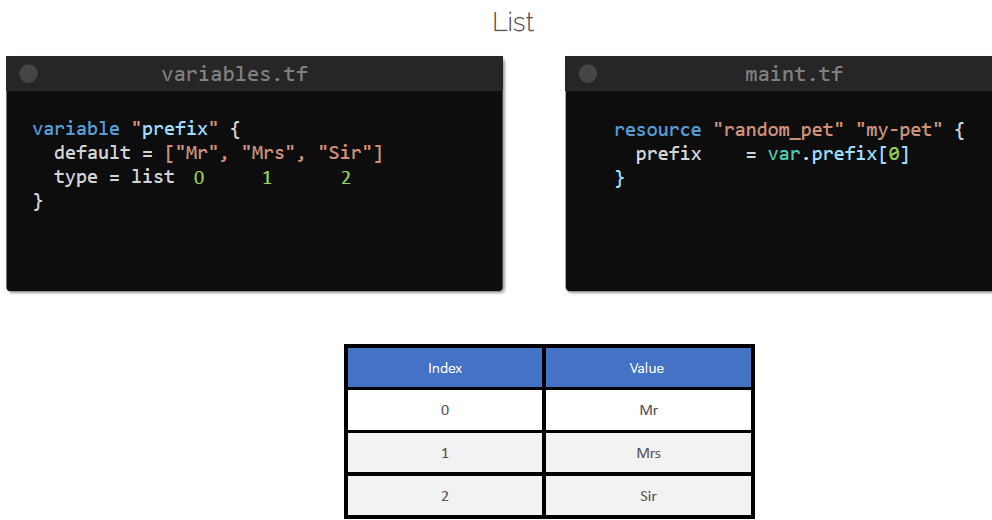 List
variables.tf
variable "prefix" {
  default = ["Mr", "Mrs", "Sir"]
  type = list 0 1 2
}
maint.tf
resource "random_pet" "my-pet" {
  prefix    = var.prefix[0]
}
Index Value
0 Mr
1 Mrs
2 Sir